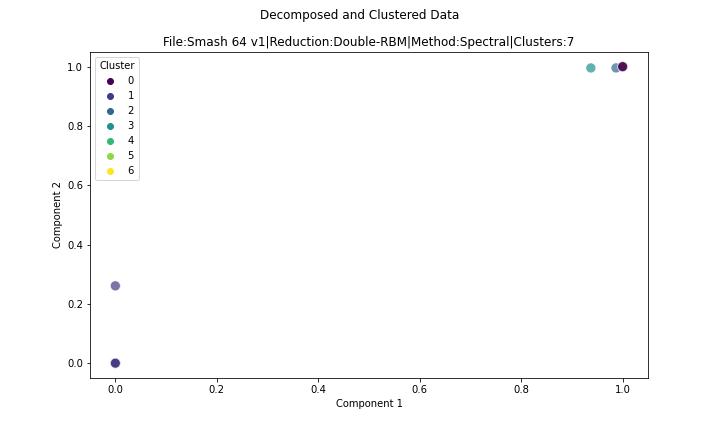 Decomposed and Clustered Data
File:Smash 64 v1|Reduction:Double-RBM|Method:Spectral|Clusters:7
Cluster
0
1
2
3
4
5
6
1.0
0.8
0.6
0.4
0.2
0.0
Component 2
0.0 0.2 0.4 0.6 0.8 1.0
Component 1